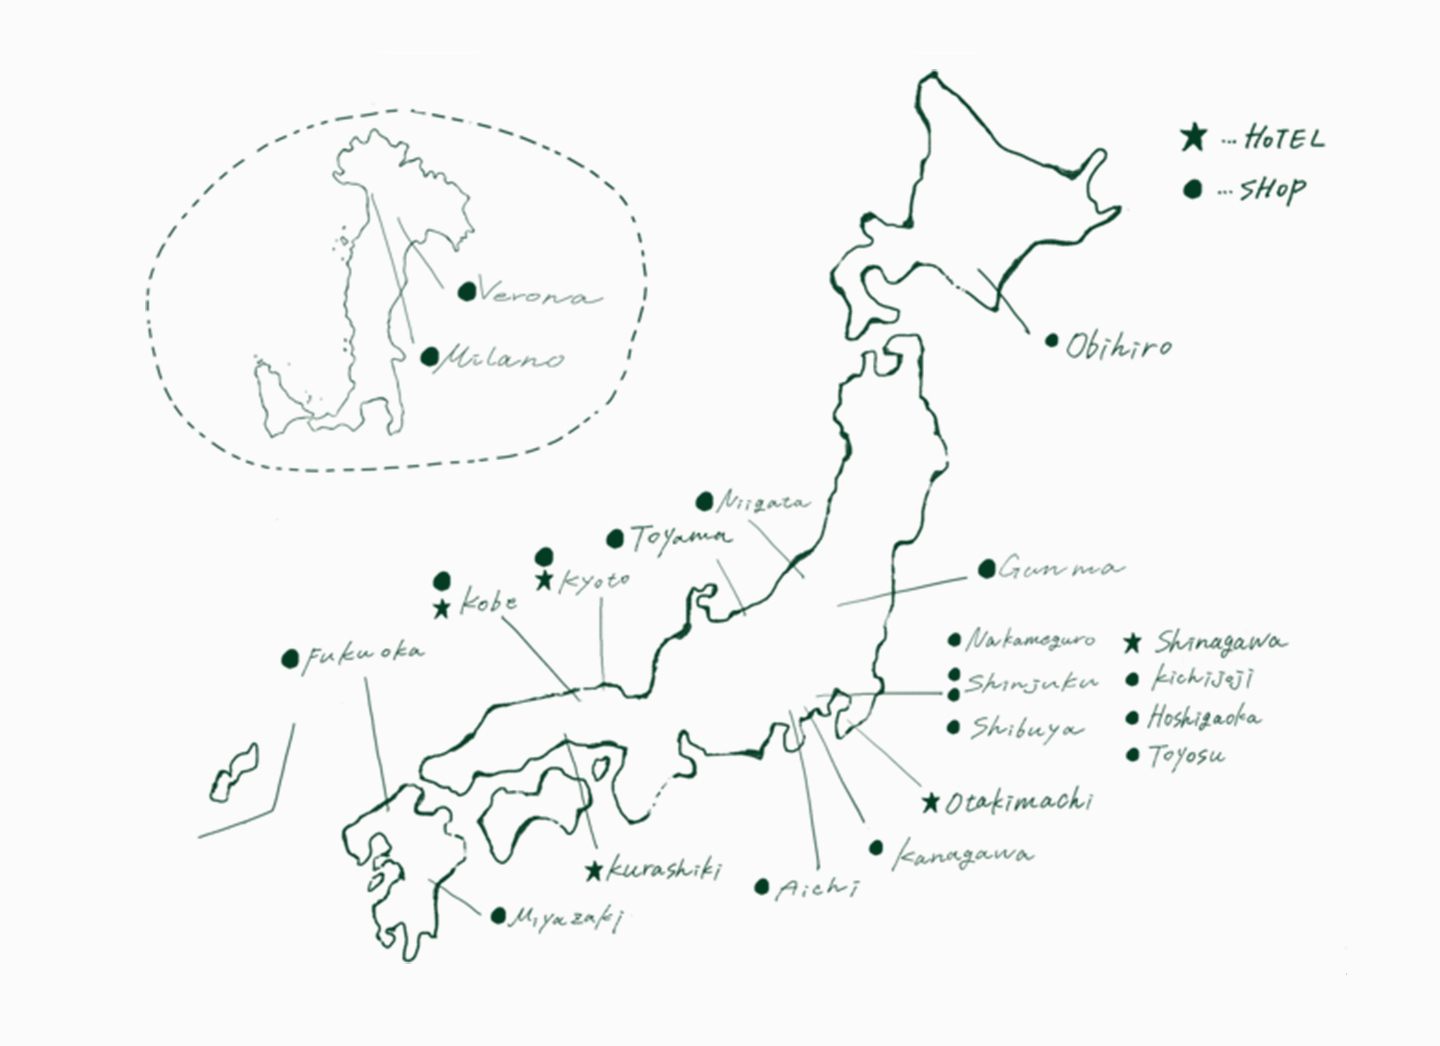 ... HOTEL
... SHOP
Verona
Milano
Obihiro
Niigata
Toyama
Kyoto
Kobe
Fukuoka
Gunma
Nakameguro
Shinjuku
Shibuya
Shinagawa
Kichijoji
Hoshigaoka
Toyosu
Otakimachi
Kanagawa
Aichi
Kurashiki
Miyazaki